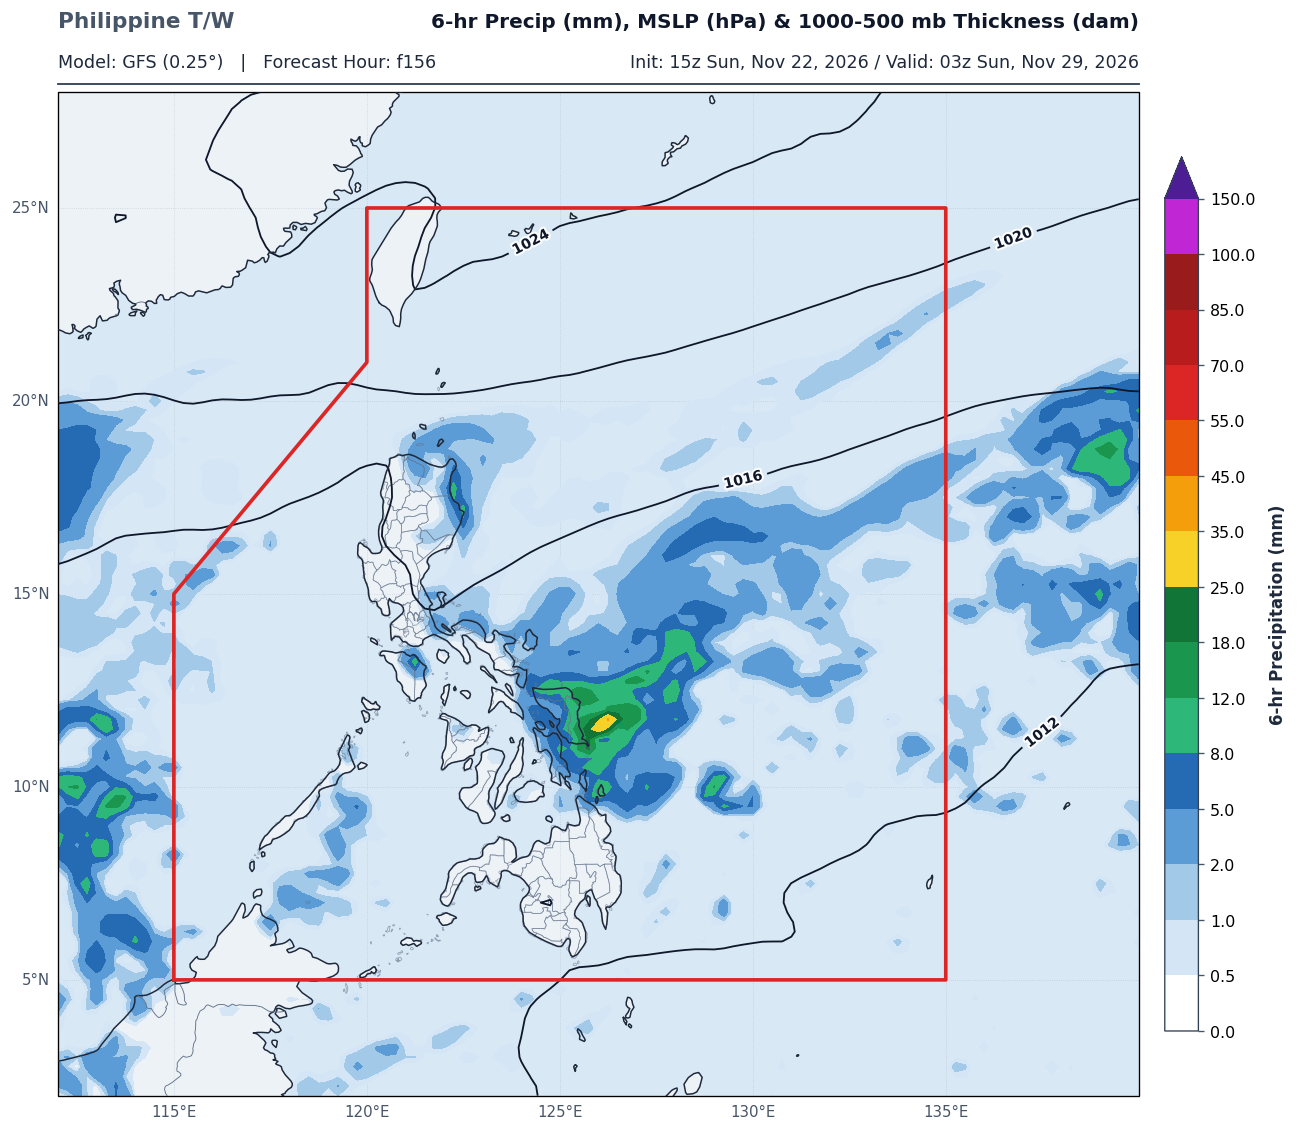 Philippine T/W
6-hr Precip (mm), MSLP (hPa) & 1000-500 mb Thickness (dam)
Model: GFS (0.25°) | Forecast Hour: f156
Init: 15z Sun, Nov 22, 2026 / Valid: 03z Sun, Nov 29, 2026
25°N
20°N
15°N
10°N
5°N
115°E
120°E
125°E
130°E
135°E
1024
1020
1016
1012
150.0
100.0
85.0
70.0
55.0
45.0
35.0
25.0
18.0
12.0
8.0
5.0
2.0
1.0
0.5
0.0
6-hr Precipitation (mm)